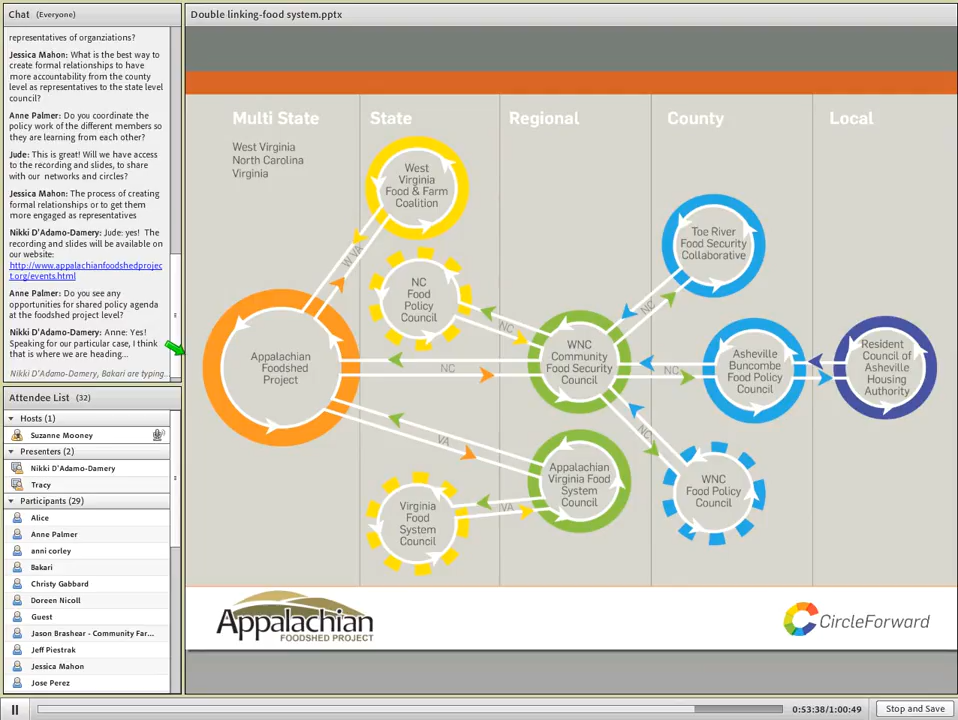 Chat (Everyone)
representatives of organziations?
Jessica Mahon: What is the best way to
create formal relationships to have
more accountability from the county
level as representatives to the state level
council?
Anne Palmer: Do you coordinate the
policy work of the different members so
they are learning from each other?
Jude: This is great! Will we have access
to the recording and slides, to share
with our networks and circles?
Jessica Mahon: The process of creating
formal relationships or to get them
more engaged as representatives
Nikki D'Adamo-Damery: Jude: yes! The
recording and slides will be available on
our website:
http://www.appalachianfoodshedprojec
t.org/events.html
Anne Palmer: Do you see any
opportunities for shared policy agenda
at the foodshed project level?
Nikki D'Adamo-Damery: Anne: Yes!
Speaking for our particular case, I think
that is where we are heading...
Nikki D'Adamo-Damery, Bakari are typing...
Attendee List (32)
Hosts (1)
Suzanne Mooney
Presenters (2)
Nikki D'Adamo-Damery
Tracy
Participants (29)
Alice
Anne Palmer
anni corley
Bakari
Christy Gabbard
Doreen Nicoll
Guest
Jason Brashear - Community Far...
Jeff Piestrak
Jessica Mahon
Jose Perez
Double linking-food system.pptx
Multi State
State
Regional
County
Local
West Virginia
North Carolina
Virginia
West
Virginia
Food & Farm
Coalition
W VA
NC
Food
Policy
Council
NC
Toe River
Food Security
Collaborative
NC
Appalachian
Foodshed
Project
NC
WNC
Community
Food Security
Council
NC
Asheville
Buncombe
Food Policy
Council
Resident
Council of
Asheville
Housing
Authority
VA
NC
Appalachian
Virginia Food
System
Council
WNC
Food Policy
Council
Virginia
Food
System
Council
VA
Appalachian
FOODSHED PROJECT
CircleForward
0:53:38/1:00:49
Stop and Save